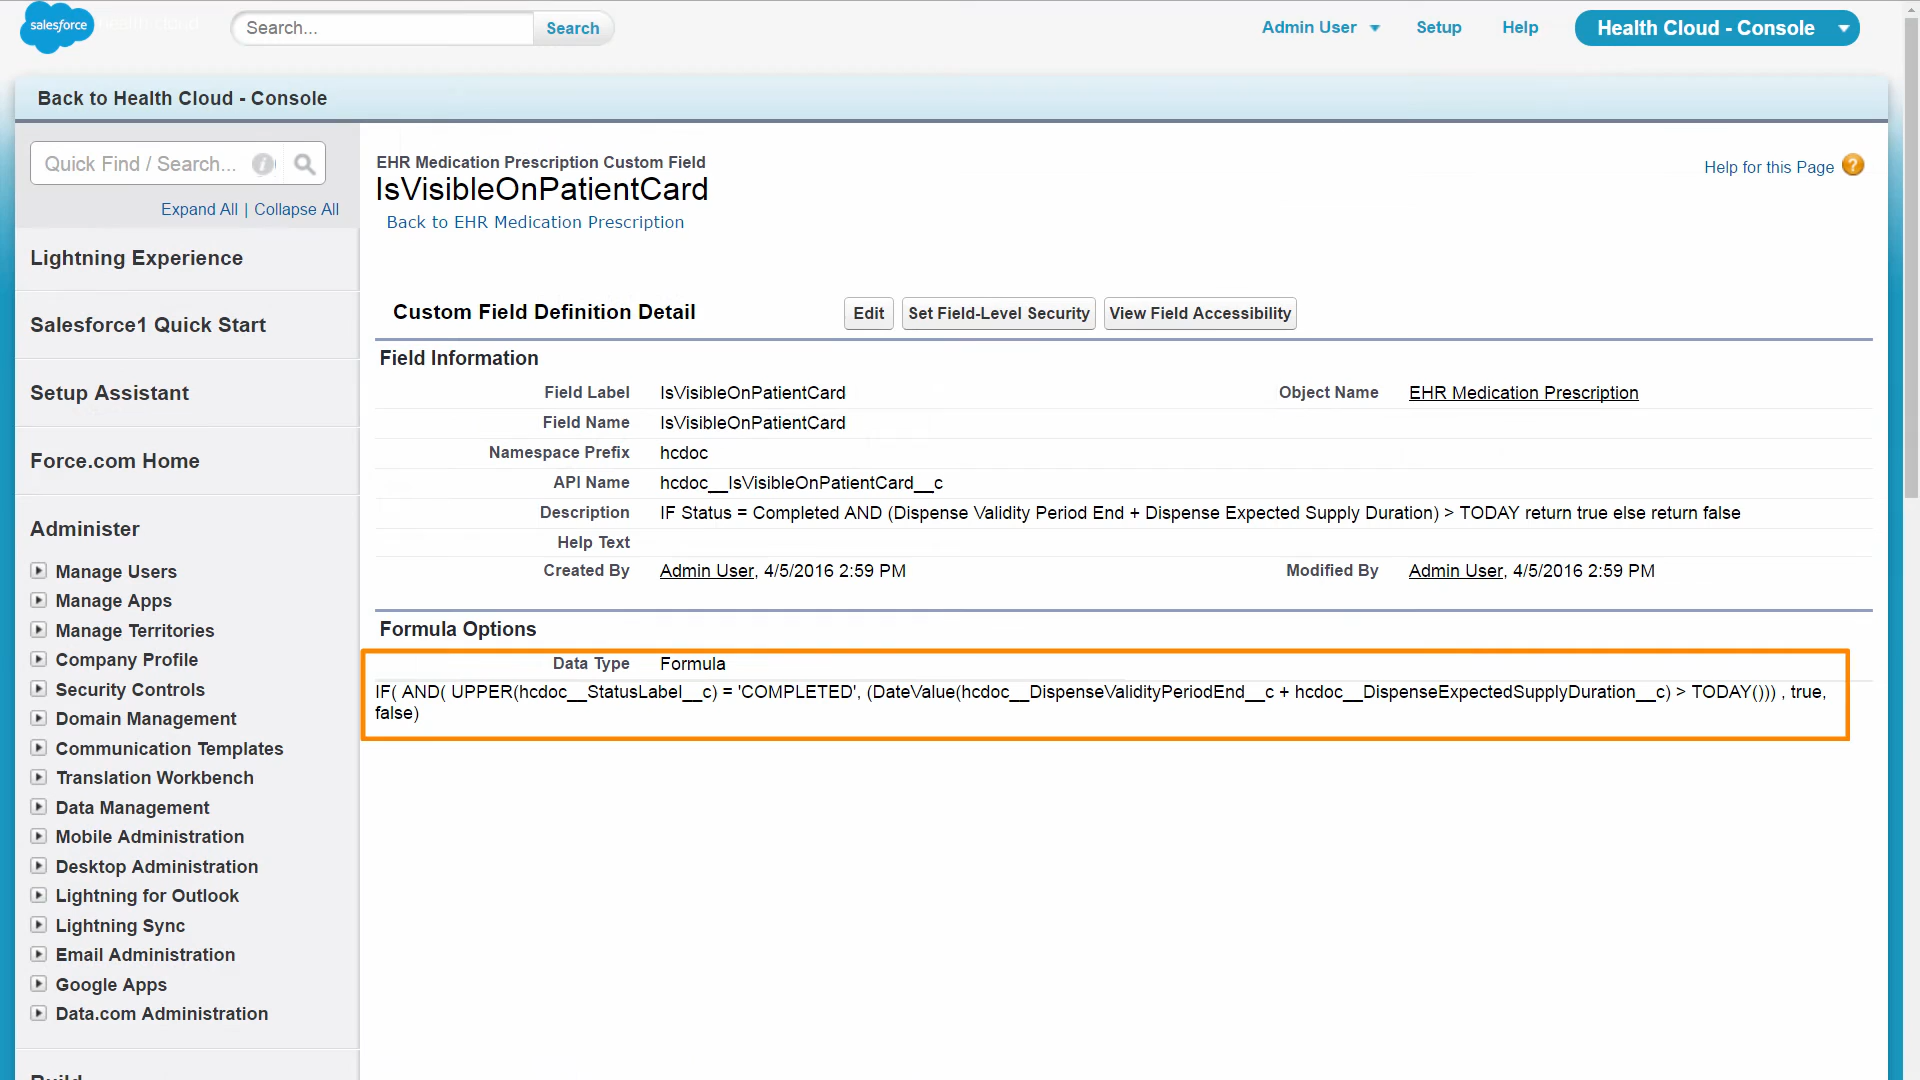 salesforce
Search...
Search
Admin User
Setup
Help
Health Cloud - Console
Back to Health Cloud - Console
Quick Find / Search...
Expand All | Collapse All
Lightning Experience
Salesforce1 Quick Start
Setup Assistant
Force.com Home
Administer
Manage Users
Manage Apps
Manage Territories
Company Profile
Security Controls
Domain Management
Communication Templates
Translation Workbench
Data Management
Mobile Administration
Desktop Administration
Lightning for Outlook
Lightning Sync
Email Administration
Google Apps
Data.com Administration
Build
EHR Medication Prescription Custom Field
IsVisibleOnPatientCard
Back to EHR Medication Prescription
Help for this Page ?
Custom Field Definition Detail
Edit
Set Field-Level Security
View Field Accessibility
Field Information
Field Label IsVisibleOnPatientCard Object Name EHR Medication Prescription
Field Name IsVisibleOnPatientCard
Namespace Prefix hcdoc
API Name hcdoc__IsVisibleOnPatientCard__c
Description IF Status = Completed AND (Dispense Validity Period End + Dispense Expected Supply Duration) > TODAY return true else return false
Help Text
Created By Admin User, 4/5/2016 2:59 PM Modified By Admin User, 4/5/2016 2:59 PM
Formula Options
Data Type Formula
IF( AND( UPPER(hcdoc__StatusLabel__c) = 'COMPLETED', (DateValue(hcdoc__DispenseValidityPeriodEnd__c + hcdoc__DispenseExpectedSupplyDuration__c) > TODAY())) , true,
false)